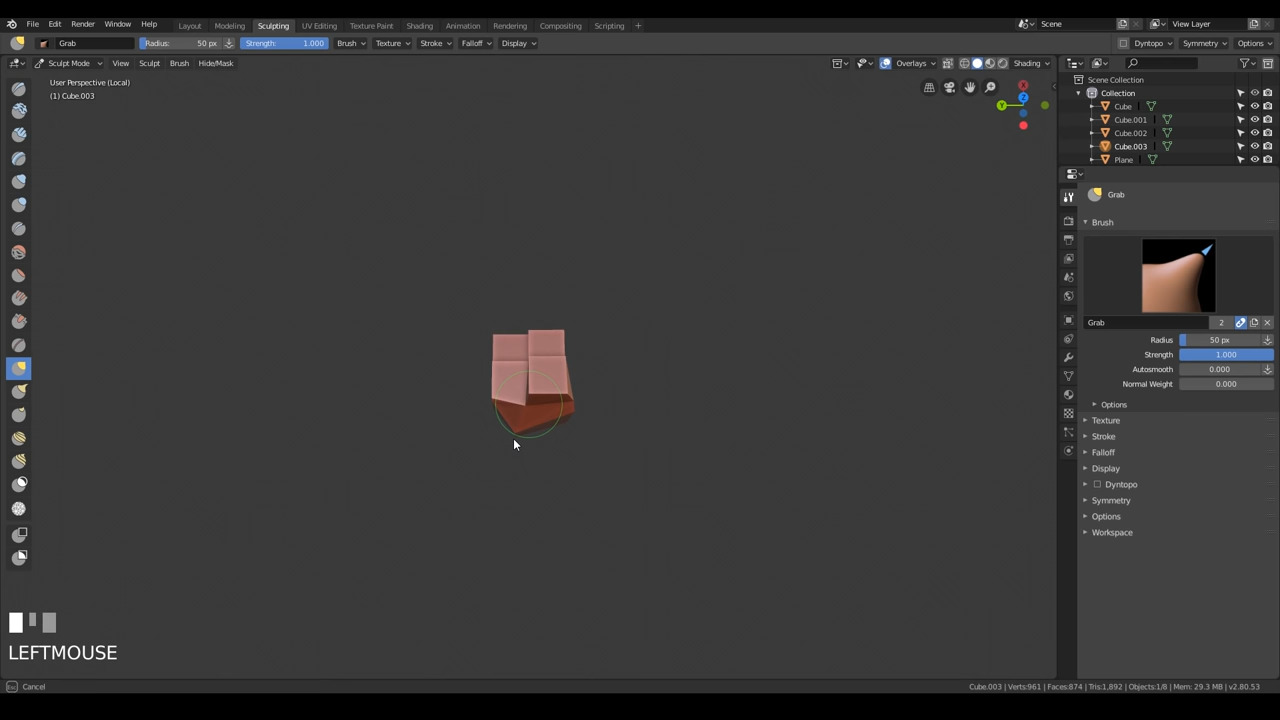 File Edit Render Window Help Layout Modeling Sculpting UV Editing Texture Paint Shading Animation Rendering Compositing Scripting + Scene View Layer
Grab Radius: 50 px Strength: 1.000 Brush Texture Stroke Falloff Display Dyntopo Symmetry Options
Sculpt Mode View Sculpt Brush Hide/Mask Overlays Shading
User Perspective (Local)
(1) Cube.003
Z
Y
Scene Collection
Collection
Cube
Cube.001
Cube.002
Cube.003
Plane
Grab
Brush
Grab 2
Radius 50 px
Strength 1.000
Autosmooth 0.000
Normal Weight 0.000
Options
Texture
Stroke
Falloff
Display
Dyntopo
Symmetry
Options
Workspace
LEFTMOUSE
Esc Cancel Cube.003 | Verts:961 | Faces:874 | Tris:1,892 | Objects:1/8 | Mem: 29.3 MB | v2.80.53